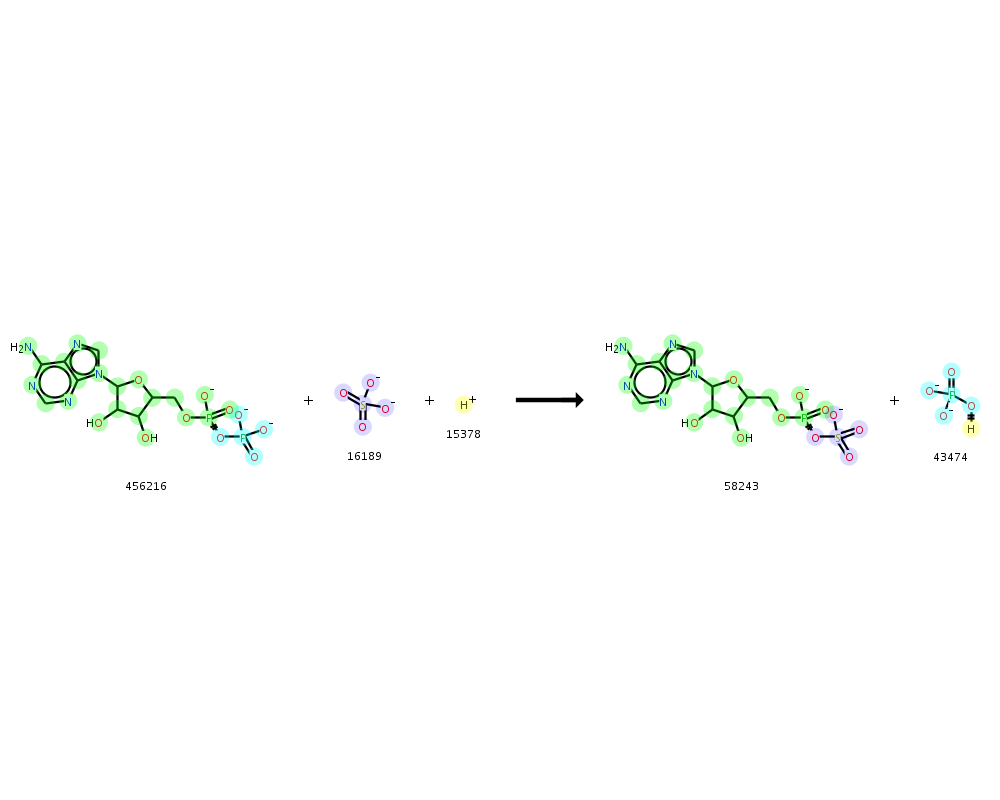 H2N N N N N O HO OH O O⁻ P O O⁻ O P O⁻ O
456216
+
O⁻ O S O⁻ O
16189
+
H⁺
15378
H2N N N N N O HO OH O O⁻ P O O⁻ O S O O
58243
+
O O⁻ P O O⁻ H
43474